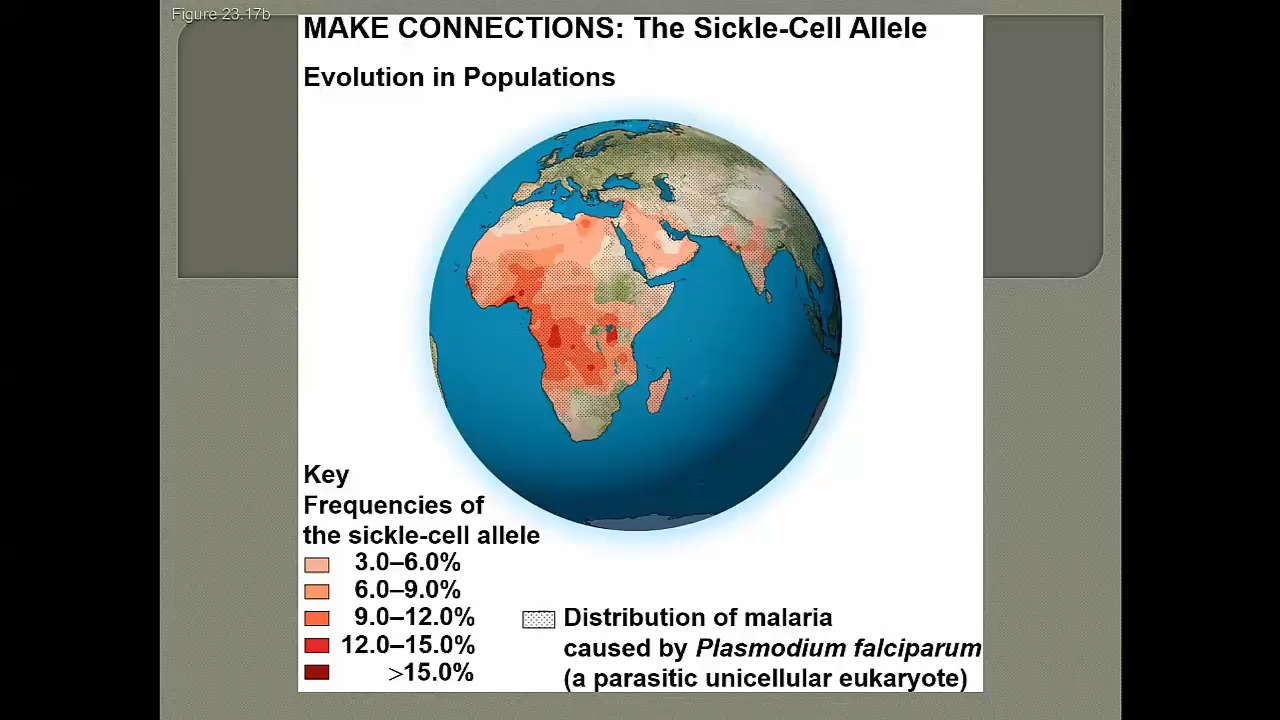 Figure 23.17b
MAKE CONNECTIONS: The Sickle-Cell Allele
Evolution in Populations
Key
Frequencies of
the sickle-cell allele
3.0–6.0%
6.0–9.0%
9.0–12.0%
12.0–15.0%
>15.0%
Distribution of malaria
caused by Plasmodium falciparum
(a parasitic unicellular eukaryote)